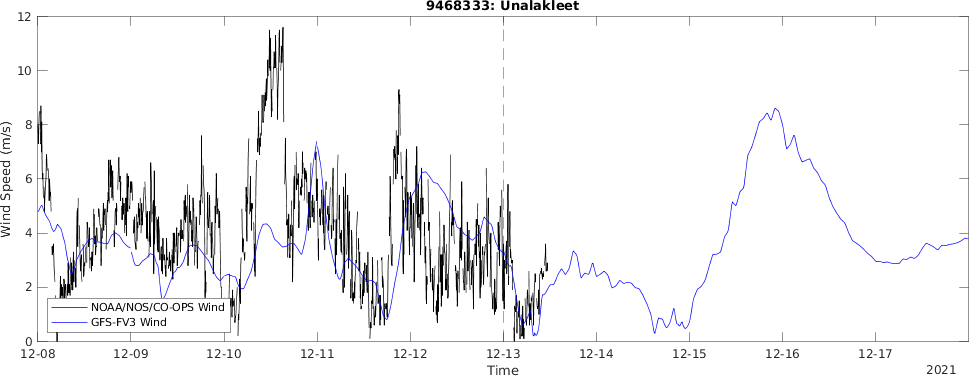 9468333: Unalakleet
Wind Speed (m/s)
12
10
8
6
4
2
0
NOAA/NOS/CO-OPS Wind
GFS-FV3 Wind
12-08 12-09 12-10 12-11 12-12 12-13 12-14 12-15 12-16 12-17
Time
2021